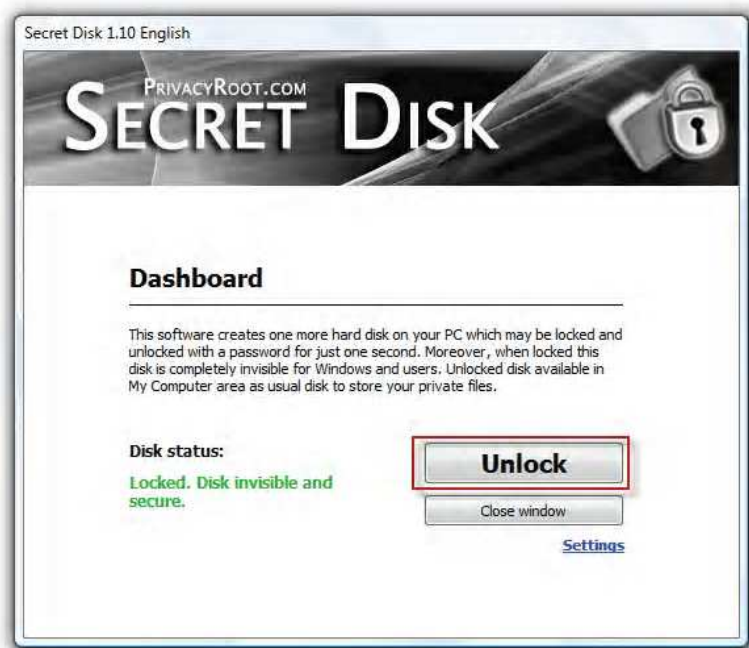 Secret Disk 1.10 English
PRIVACYROOT.COM
SECRET DISK
Dashboard
This software creates one more hard disk on your PC which may be locked and
unlocked with a password for just one second. Moreover, when locked this
disk is completely invisible for Windows and users. Unlocked disk available in
My Computer area as usual disk to store your private files.
Disk status:
Locked. Disk invisible and
secure.
Unlock
Close window
Settings